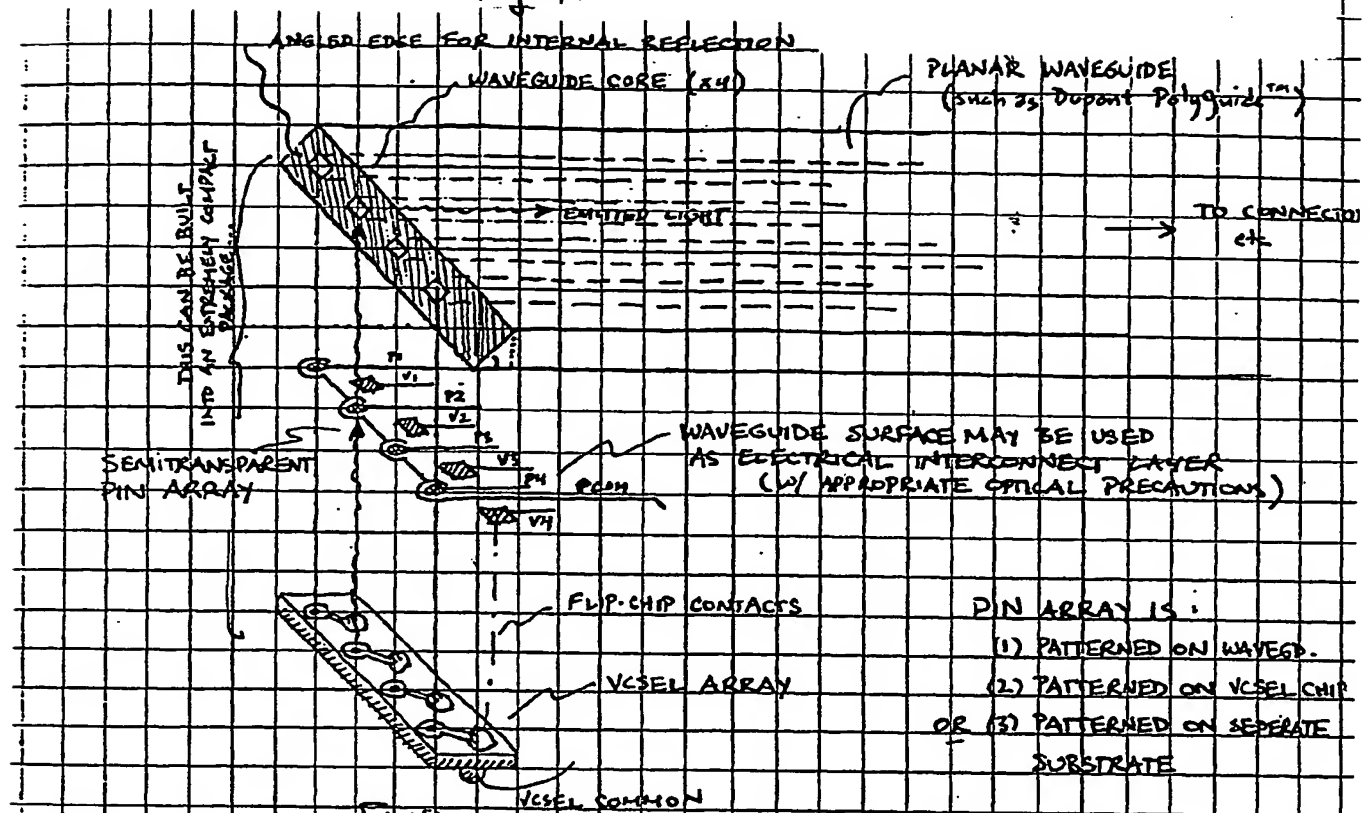 ANGLED EDGE FOR INTERNAL REFLECTION
WAVEGUIDE CORE (x4)
PLANAR WAVEGUIDE
(such as Dupont Polyguide™)
THIS CAN BE BUILT
INTO AN EXTREMEY COMPACT
PACKAGE
EMITTED LIGHT
TO CONNECTOR
etc
P1
V1
P2
V2
P3
V3
P4
PCOM
V4
WAVEGUIDE SURFACE MAY BE USED
AS ELECTRICAL INTERCONNECT LAYER
(W/ APPROPRIATE OPTICAL PRECAUTIONS)
SEMITRANSPARENT
PIN ARRAY
FLIP-CHIP CONTACTS
VCSEL ARRAY
VCSEL COMMON
PIN ARRAY IS:
(1) PATTERNED ON WAVEGD.
(2) PATTERNED ON VCSEL CHIP
OR (3) PATTERNED ON SEPERATE
SUBSTRATE